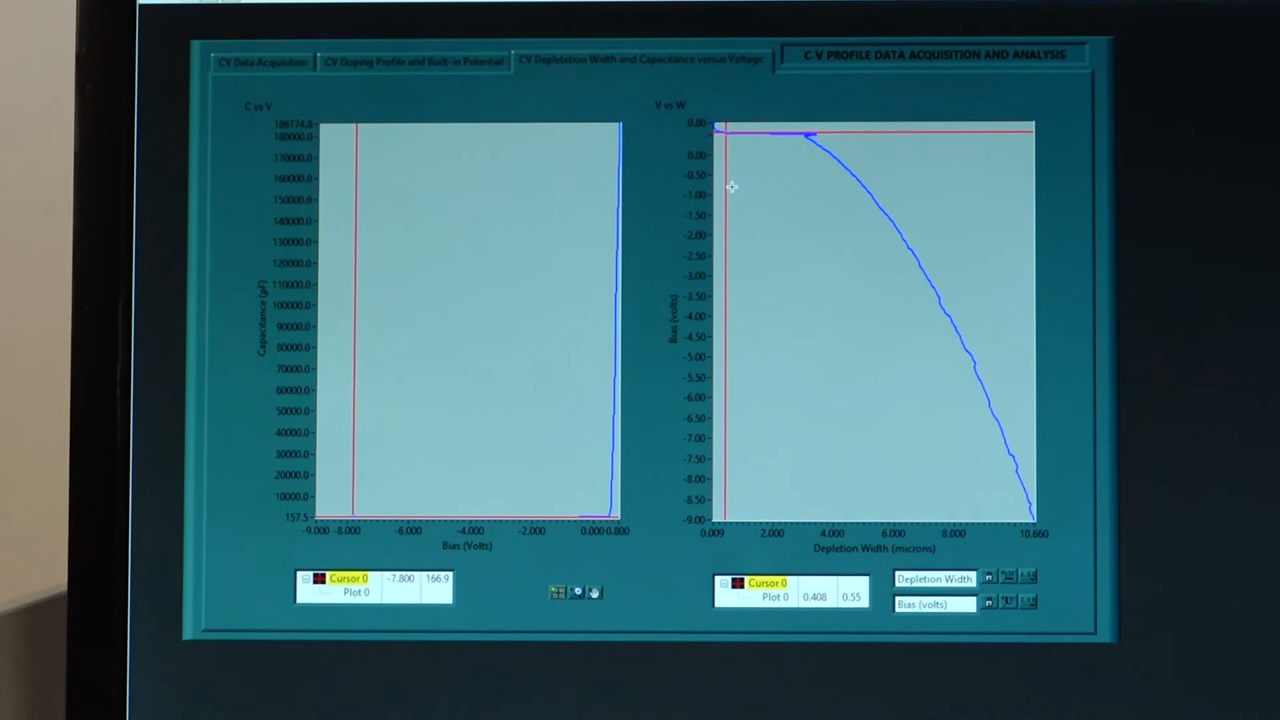 CV Data Acquisition
CV Doping Profile and Built-in Potential
CV Depletetion Width and Capacitance versus Voltage
C-V PROFILE DATA ACQUISITION AND ANALYSIS
C vs V
186174.8
180000.0
170000.0
160000.0
150000.0
140000.0
130000.0
120000.0
110000.0
100000.0
90000.0
80000.0
70000.0
60000.0
50000.0
40000.0
30000.0
20000.0
10000.0
157.5
Capacitance (pF)
-9.000 -8.000 -6.000 -4.000 -2.000 0.000 0.800
Bias (Volts)
Cursor 0 -7.800 166.9
Plot 0
V vs W
0.80
0.00
-0.50
-1.00
-1.50
-2.00
-2.50
-3.00
-3.50
-4.00
-4.50
-5.00
-5.50
-6.00
-6.50
-7.00
-7.50
-8.00
-8.50
-9.00
Bias (volts)
0.009 2.000 4.000 6.000 8.000 10.660
Depletion Width (microns)
Cursor 0
Plot 0 0.408 0.55
Depletion Width
Bias (volts)